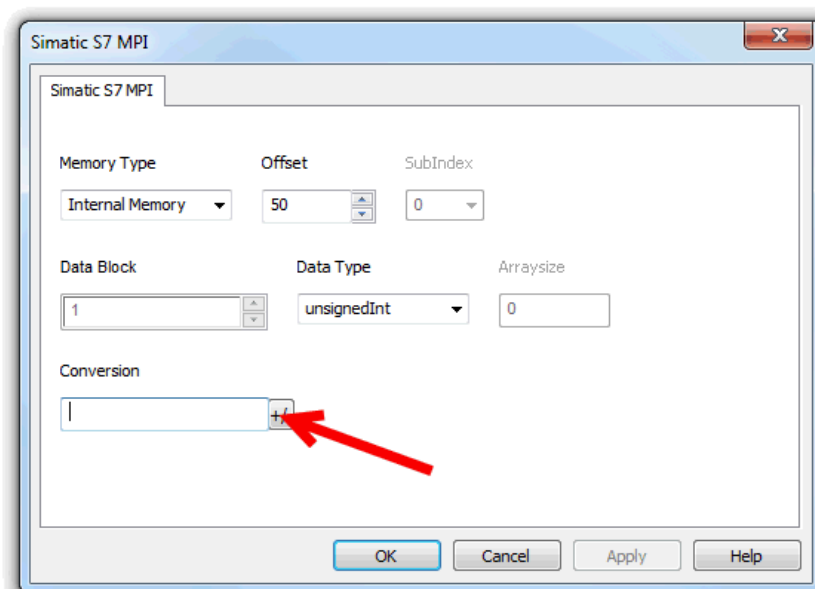 Simatic S7 MPI
Simatic S7 MPI
Memory Type Offset SubIndex
Internal Memory 50 0
Data Block Data Type Arraysize
1 unsignedInt 0
Conversion
+/
OK Cancel Apply Help